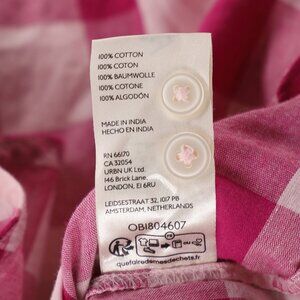 100% COTTON
100% COTON
100% BAUMWOLLE
100% COTONE
100% ALGODÓN
MADE IN INDIA
HECHO EN INDIA
RN 66170
CA 32054
URBN UK Ltd.
146 Brick Lane,
LONDON, E1 6RU
LEIDSESTRAAT 32, 1017 PB
AMSTERDAM, NETHERLANDS
OBI804607
FR
quefairedemesdechets.fr